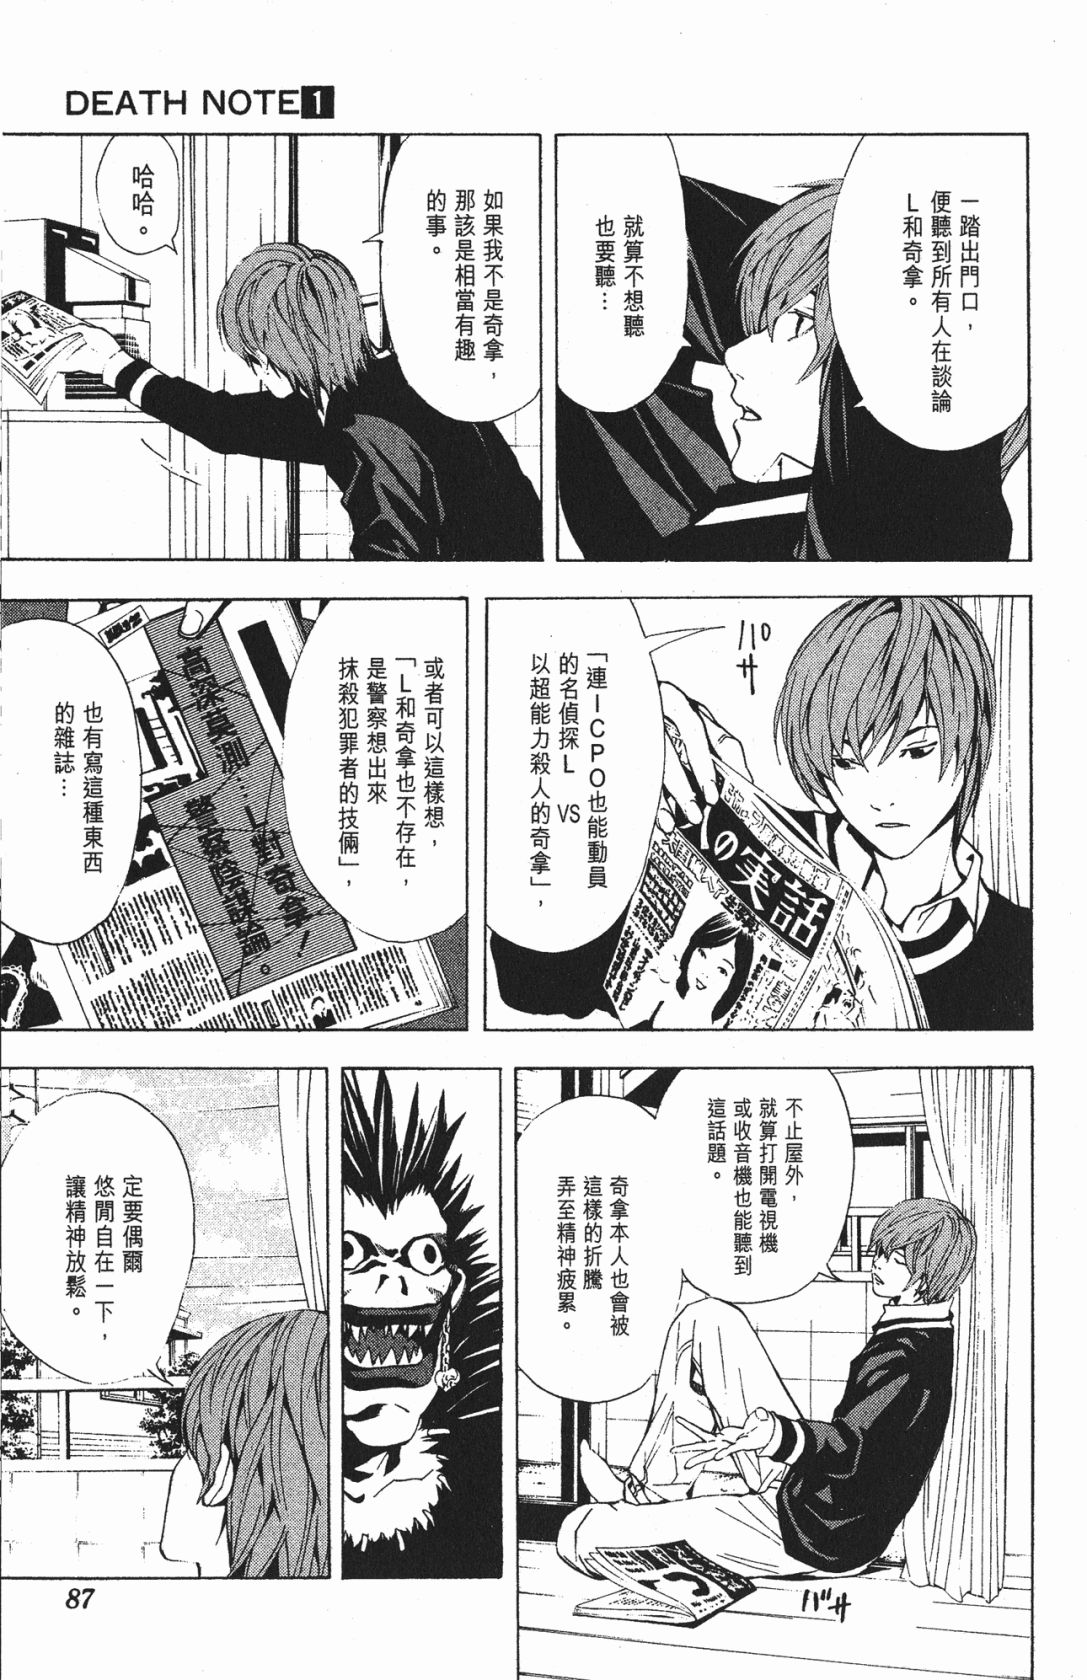 DEATH NOTE 1
一踏出門口，
便聽到所有人在談論
L和奇拿。
就算不想聽
也要聽…
如果我不是奇拿，
那該是相當有趣
的事。
哈哈。
パサ
「連ICPO也能動員
的名偵探L VS
以超能力殺人的奇拿」，
の実話
或者可以這樣想，
「L和奇拿也不存在，
是警察想出來
抹殺犯罪者的技倆」，
高深莫測…L對奇拿！
警察陰謀論。
也有寫這種東西
的雜誌…
不止屋外，
就算打開電視機
或收音機也能聽到
這話題。
奇拿本人也會被
這樣的折騰
弄至精神疲累。
バサ
定要偶爾
悠閒自在一下，
讓精神放鬆。
87